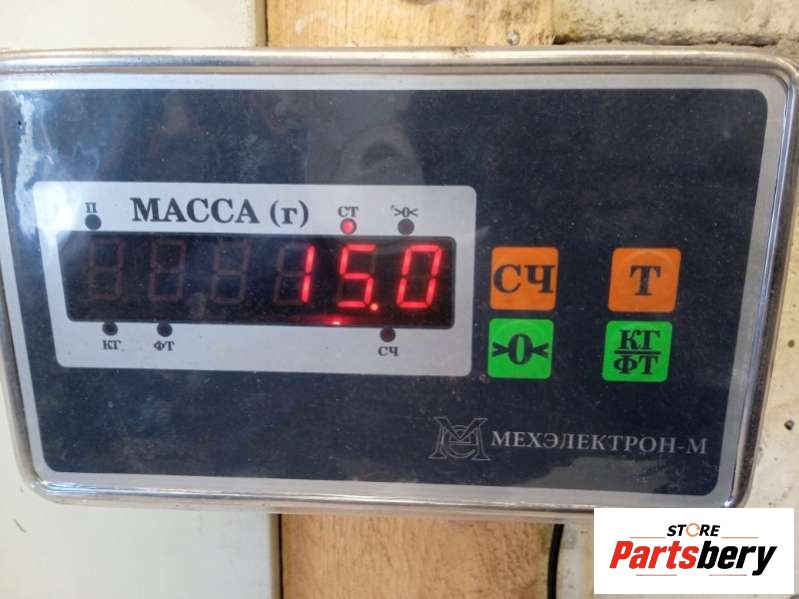 П МАССА (г) СТ >0<
15.0
КГ ФТ СЧ
СЧ Т
>0< КГ/ФТ
МЕХЭЛЕКТРОН-М
STORE
Partsbery